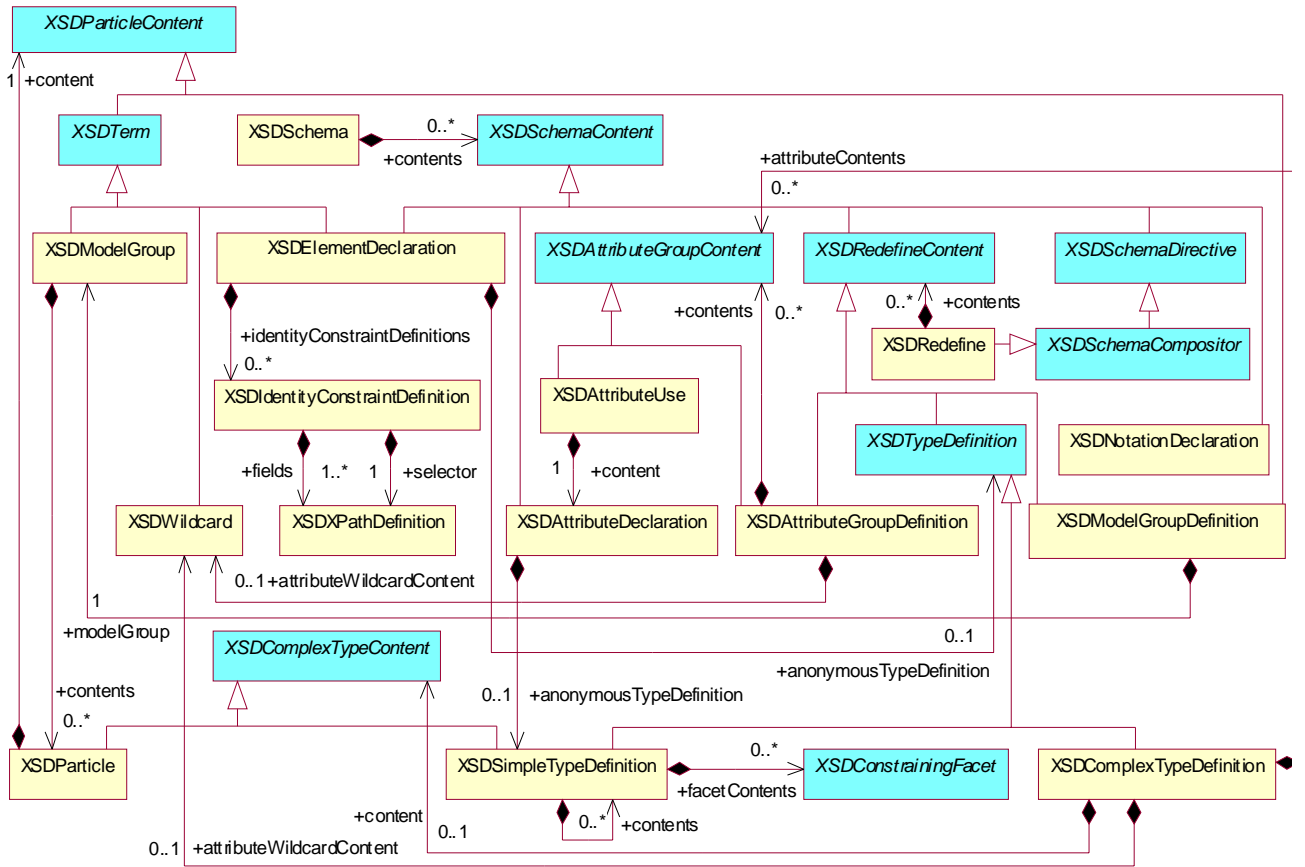 XSDParticleContent
1 +content
XSDTerm
XSDSchema
0..*
+contents
XSDSchemaContent
+attributeContents
0..*
XSDModelGroup
XSDElementDeclaration
XSDAttributeGroupContent
XSDRedefineContent
XSDSchemaDirective
+contents
0..*
0..*
+contents
+identityConstraintDefinitions
0..*
XSDRedefine
XSDSchemaCompositor
XSDIdentityConstraintDefinition
XSDAttributeUse
XSDTypeDefinition
XSDNotationDeclaration
+fields
1..*
1
+selector
1
+content
XSDWildcard
XSDXPathDefinition
XSDAttributeDeclaration
XSDAttributeGroupDefinition
XSDModelGroupDefinition
0..1 +attributeWildcardContent
1
+modelGroup
0..1
+anonymousTypeDefinition
XSDComplexTypeContent
+contents
0..*
0..1
+anonymousTypeDefinition
XSDParticle
XSDSimpleTypeDefinition
0..*
+facetContents
XSDConstrainingFacet
XSDComplexTypeDefinition
+content
0..1
0..*
+contents
0..1
+attributeWildcardContent